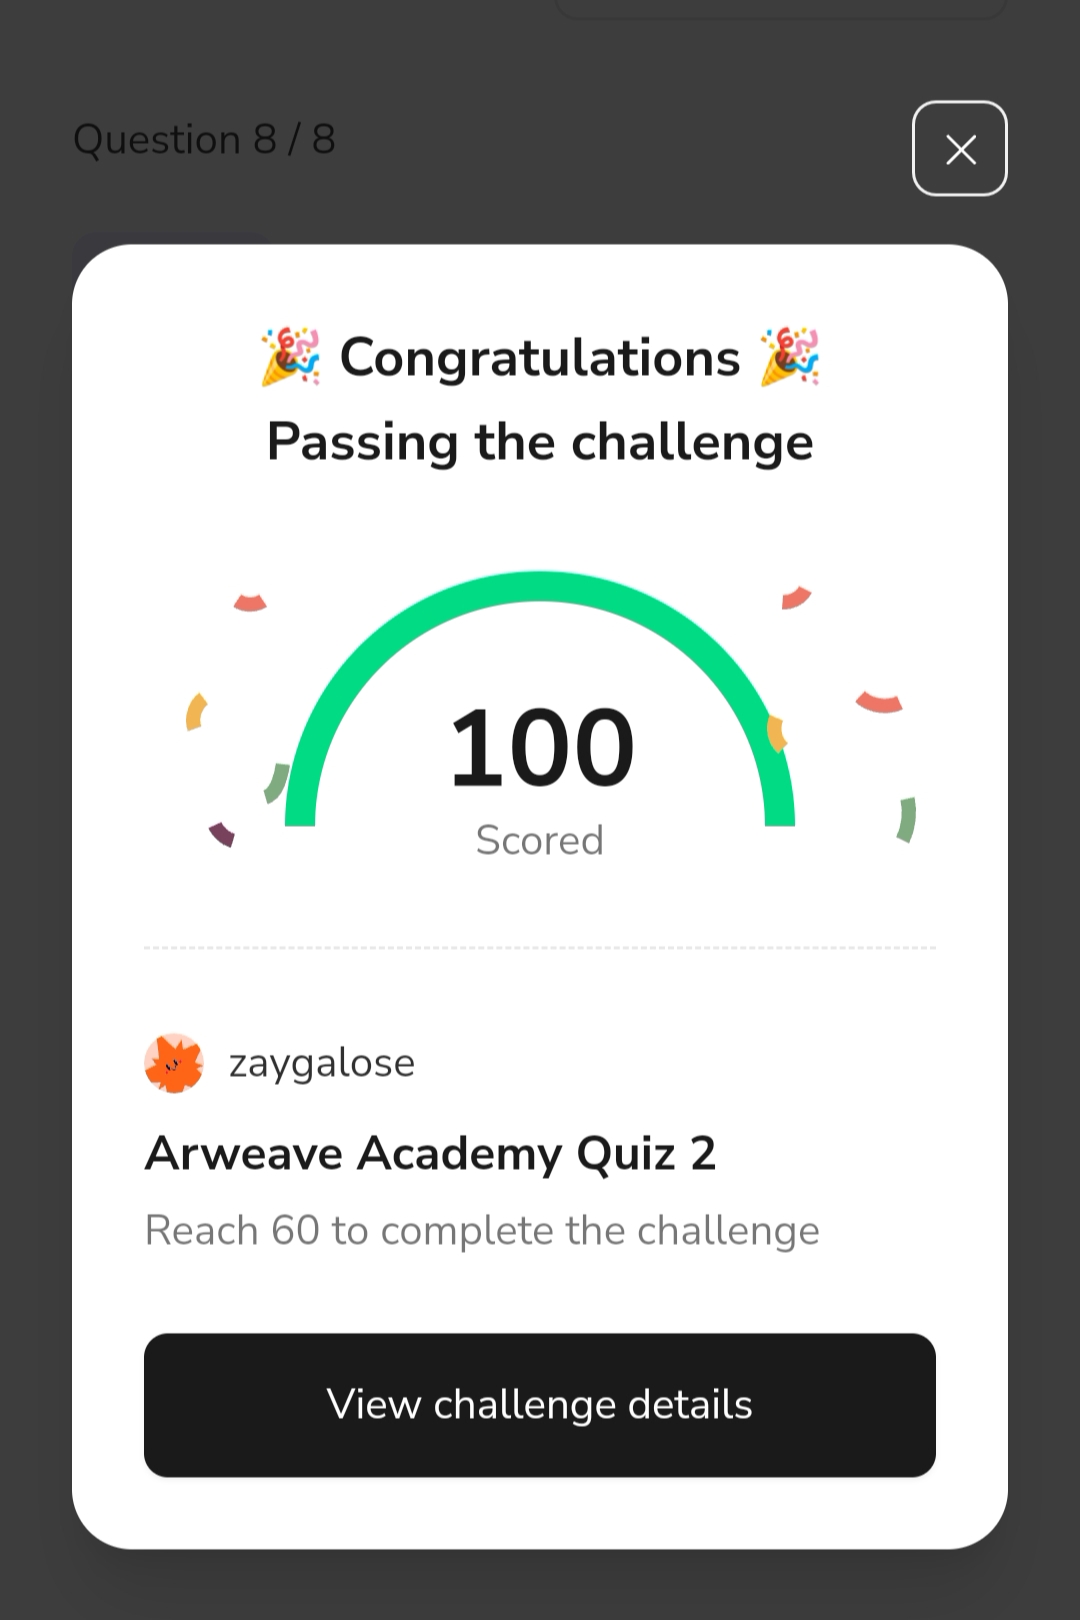 Question 8 / 8
🎉 Congratulations 🎉
Passing the challenge
100
Scored
zaygalose
Arweave Academy Quiz 2
Reach 60 to complete the challenge
View challenge details